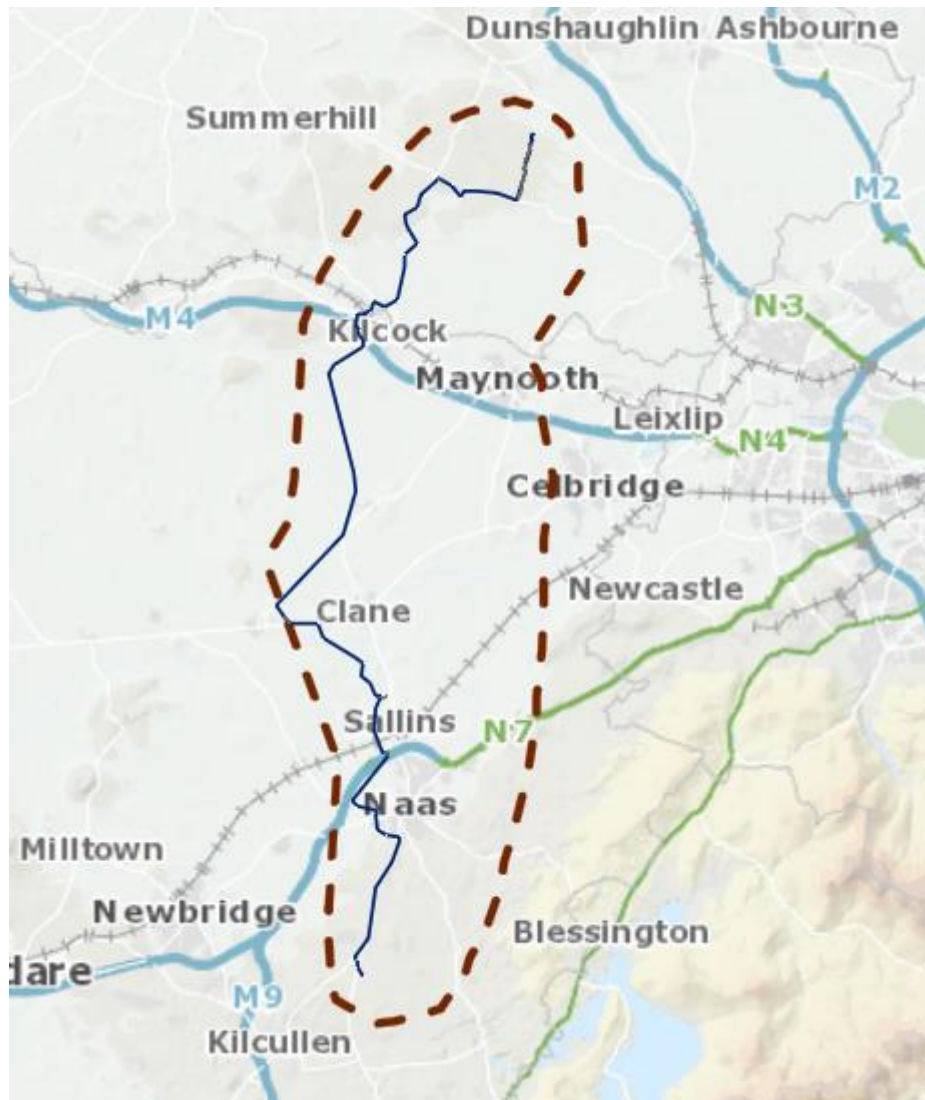 Dunshaughlin Ashbourne
Summerhill
M2
N3
M4
Kilcock
Maynooth
Leixlip
N4
Celbridge
Newcastle
Clane
Sallins
N7
Naas
Milltown
Newbridge
Blessington
dare
M9
Kilcullen